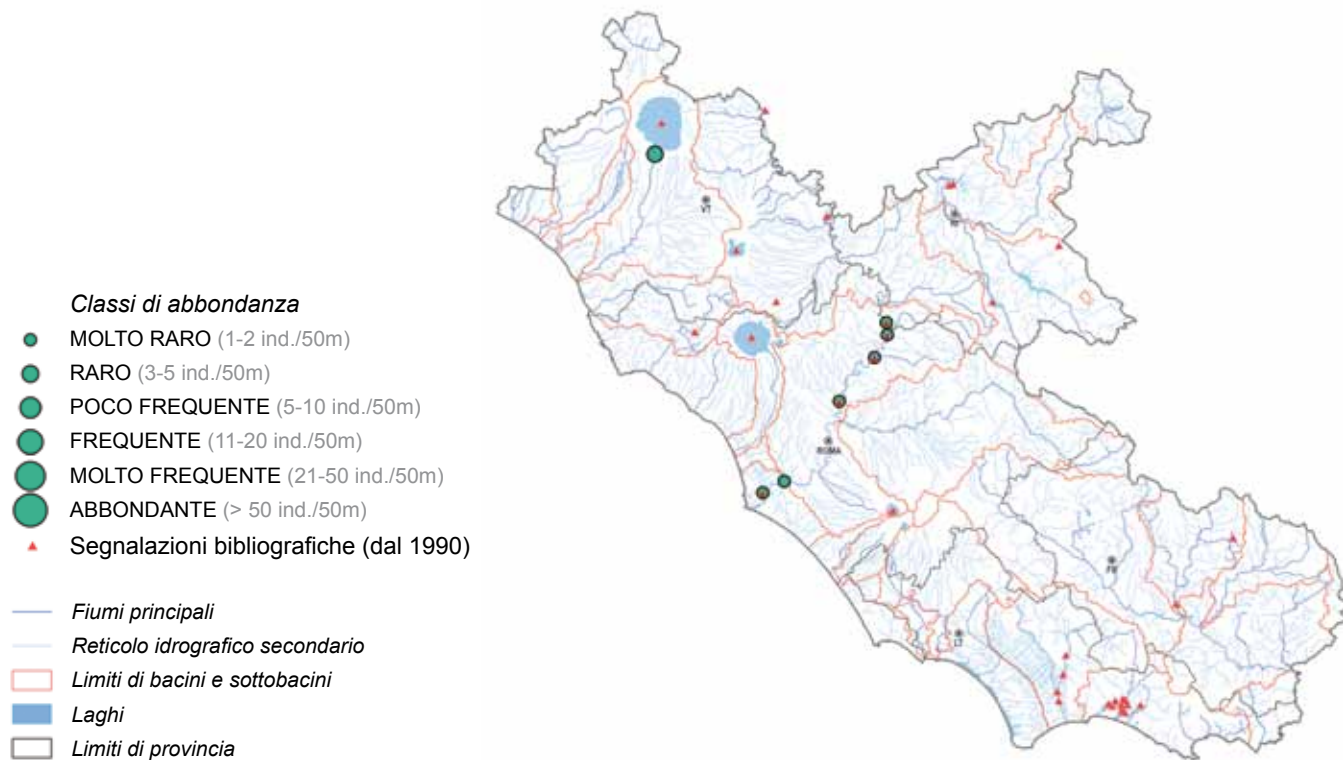 Classi di abbondanza
MOLTO RARO (1-2 ind./50m)
RARO (3-5 ind./50m)
POCO FREQUENTE (5-10 ind./50m)
FREQUENTE (11-20 ind./50m)
MOLTO FREQUENTE (21-50 ind./50m)
ABBONDANTE (> 50 ind./50m)
Segnalazioni bibliografiche (dal 1990)
Fiumi principali
Reticolo idrografico secondario
Limiti di bacini e sottobacini
Laghi
Limiti di provincia
VT
ROMA
FR
LT